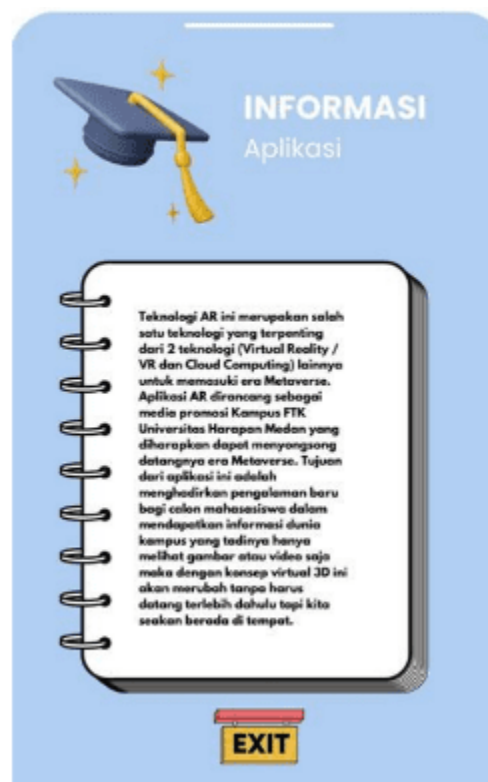 INFORMASI
Aplikasi
Teknologi AR ini merupakan salah
satu teknologi yang terpenting
dari 2 teknologi (Virtual Reality /
VR dan Cloud Computing) lainnya
untuk memasuki era Metaverse.
Aplikasi AR dirancang sebagai
media promosi Kampus FTK
Universitas Harapan Medan yang
diharapkan dapat menyongsong
datangnya era Metaverse. Tujuan
dari aplikasi ini adalah
menghadirkan pengalaman baru
bagi calon mahasasiswa dalam
mendapatkan informasi dunia
kampus yang tadinya hanya
melihat gambar atau video saja
maka dengan konsep virtual 3D ini
akan merubah tanpa harus
datang terlebih dahulu tapi kita
seakan berada di tempat.
EXIT